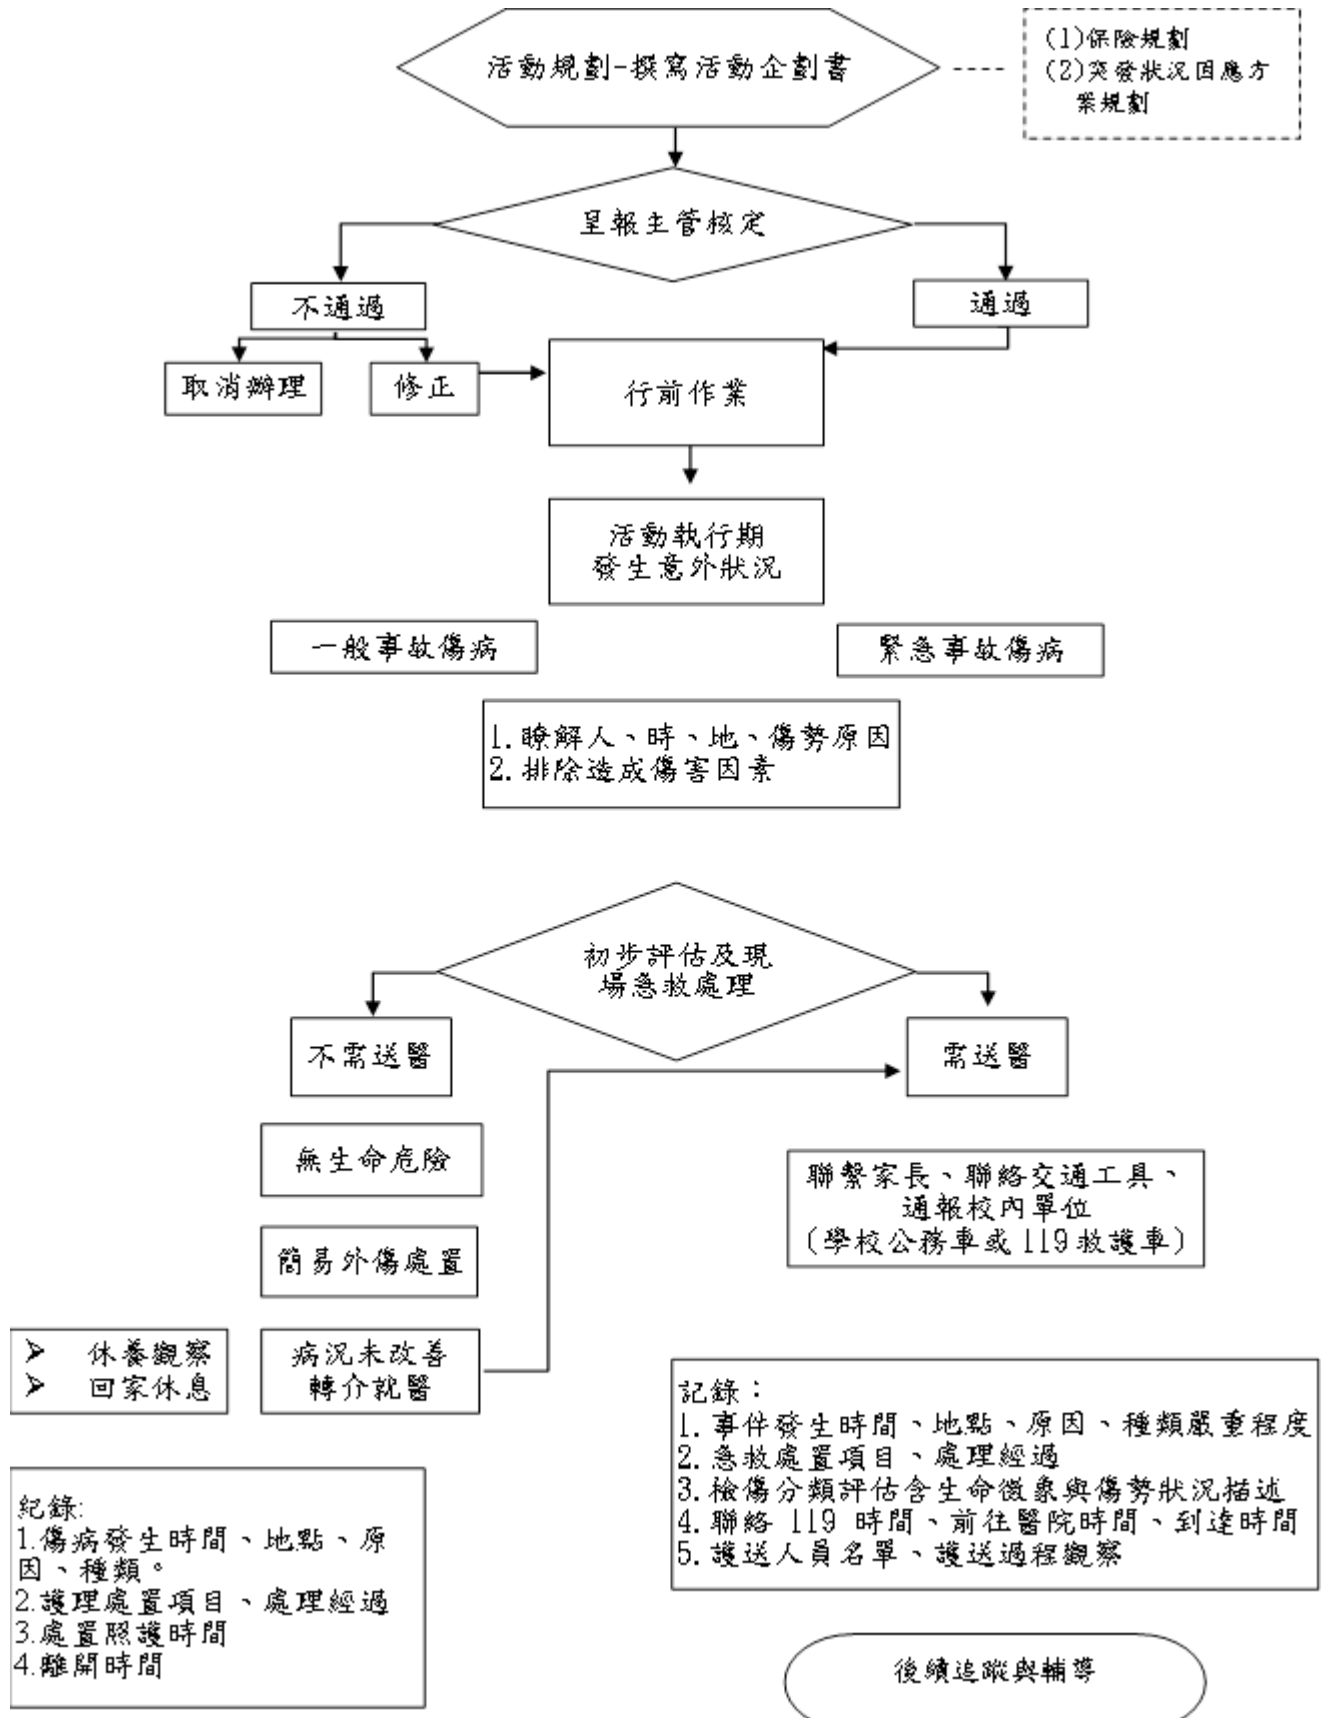 活動規劃-撰寫活動企劃書
(1)保險規劃
(2)突發狀況因應方
案規劃
呈報主管核定
不通過
通過
取消辦理
修正
行前作業
活動執行期
發生意外狀況
一般事故傷病
緊急事故傷病
1.瞭解人、時、地、傷勢原因
2.排除造成傷害因素
初步評估及現
場急救處理
不需送醫
需送醫
無生命危險
聯繫家長、聯絡交通工具、
通報校內單位
(學校公務車或119救護車)
簡易外傷處置
➢ 休養觀察
➢ 回家休息
病況未改善
轉介就醫
記錄：
1.事件發生時間、地點、原因、種類嚴重程度
2.急救處置項目、處理經過
3.檢傷分類評估含生命徵象與傷勢狀況描述
4.聯絡 119 時間、前往醫院時間、到達時間
5.護送人員名單、護送過程觀察
紀錄:
1.傷病發生時間、地點、原
因、種類。
2.護理處置項目、處理經過
3.處置照護時間
4.離開時間
後續追蹤與輔導